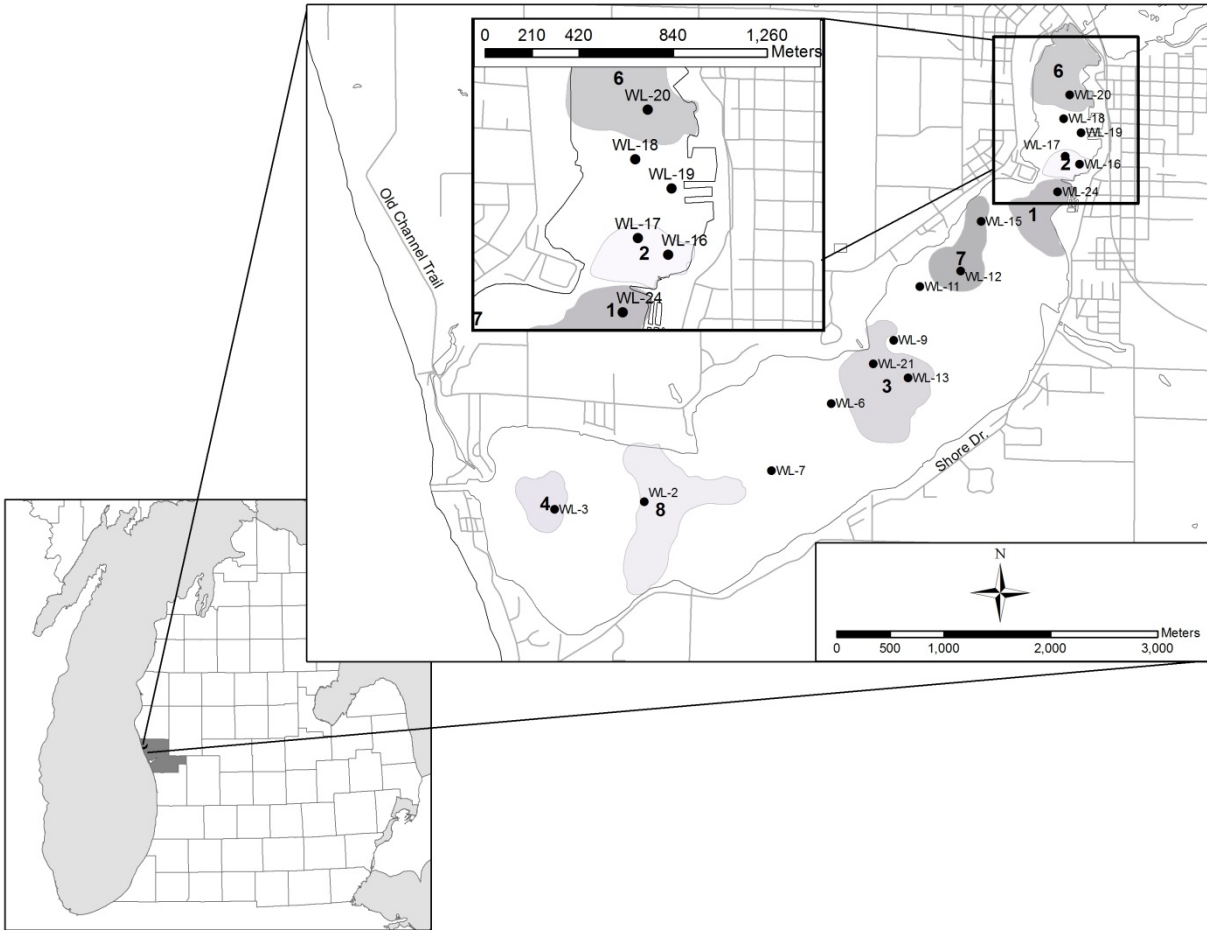 0 210 420 840 1,260
Meters
6
WL-20
WL-18
WL-19
WL-17
WL-16
2
WL-24
1
7
6
WL-20
WL-18
WL-19
WL-17
2
WL-16
WL-24
1
WL-15
7
WL-12
WL-11
WL-9
WL-21
WL-13
3
WL-6
WL-7
WL-2
8
4
WL-3
Old Channel Trail
Shore Dr.
N
Meters
0 500 1,000 2,000 3,000